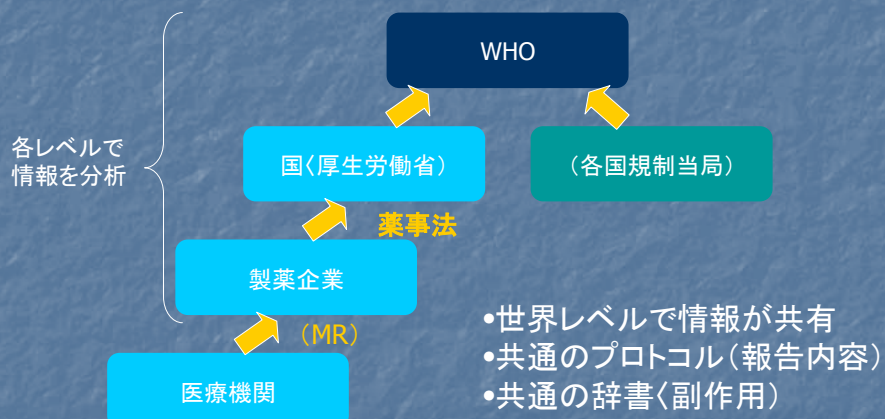 WHO
各レベルで
情報を分析
国〈厚生労働省）
（各国規制当局）
薬事法
製薬企業
（MR）
医療機関
•世界レベルで情報が共有
•共通のプロトコル（報告内容）
•共通の辞書〈副作用）